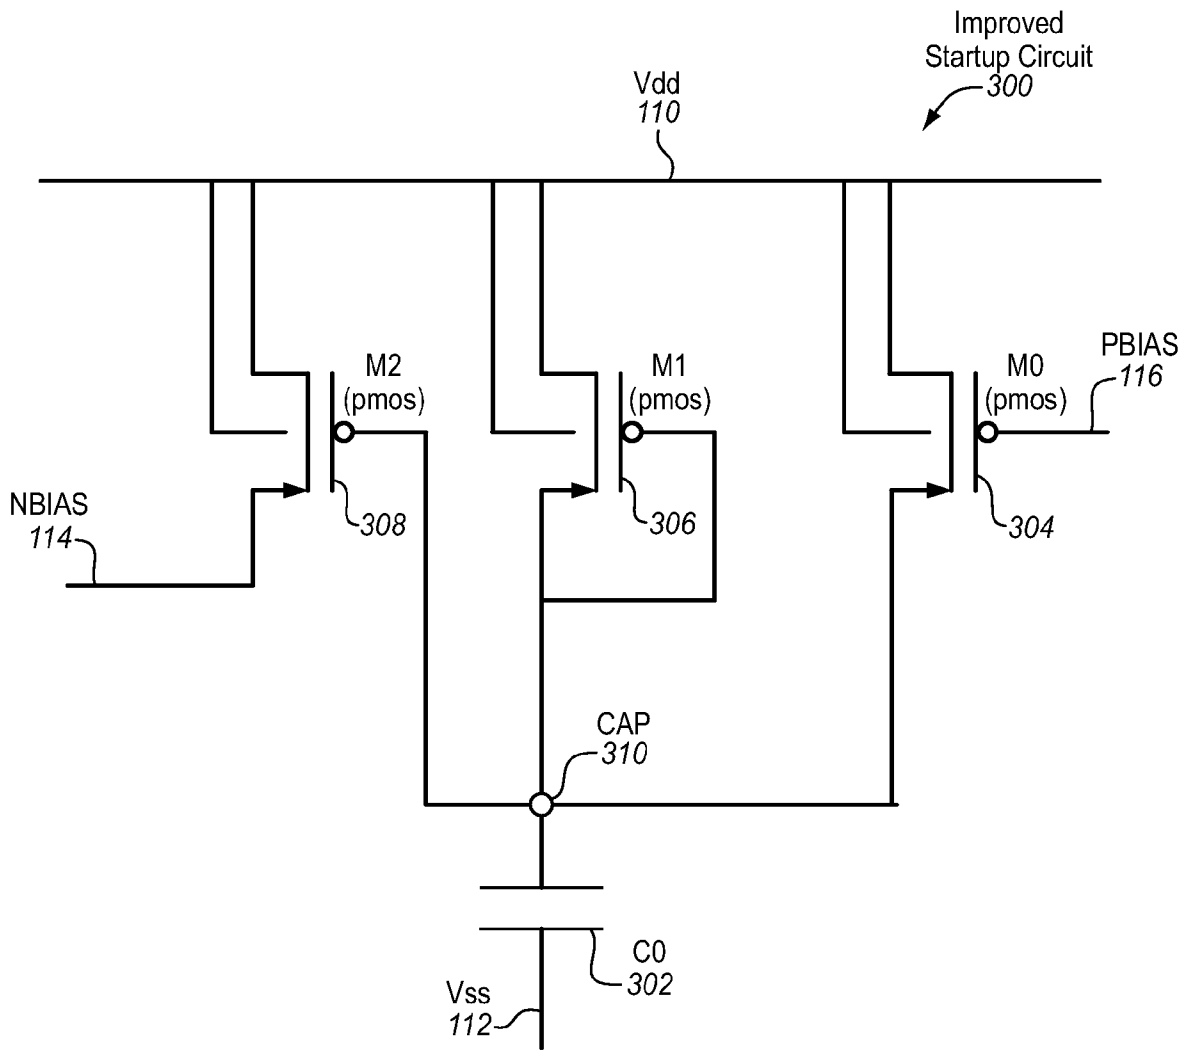 Improved
Startup Circuit
300
Vdd
110
M2
(pmos)
M1
(pmos)
M0
(pmos)
PBIAS
116
NBIAS
114
308
306
304
CAP
310
C0
302
Vss
112